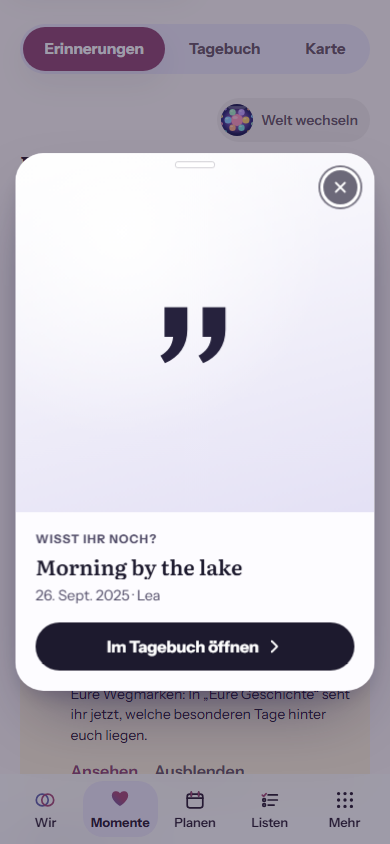 Erinnerungen
Tagebuch
Karte
Welt wechseln
”
WISST IHR NOCH?
Morning by the lake
26. Sept. 2025 · Lea
Im Tagebuch öffnen
Eure Wegmarken: In „Eure Geschichte“ seht
ihr jetzt, welche besonderen Tage hinter
euch liegen.
Ansehen
Ausblenden
Wir
Momente
Planen
Listen
Mehr